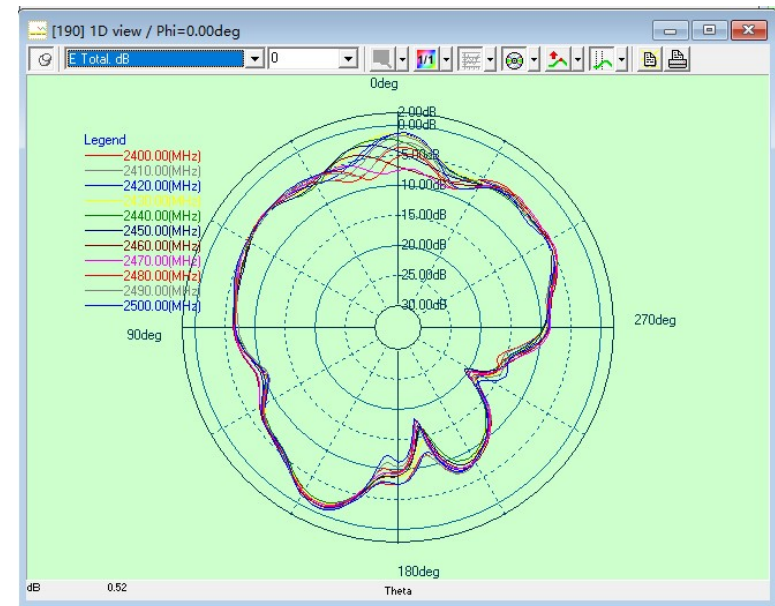 [190] 1D view / Phi=0.00deg
E Total. dB
0
1/1
0deg
2.00dB
0.00dB
-5.00dB
-10.00dB
-15.00dB
-20.00dB
-25.00dB
-30.00dB
Legend
2400.00(MHz)
2410.00(MHz)
2420.00(MHz)
2430.00(MHz)
2440.00(MHz)
2450.00(MHz)
2460.00(MHz)
2470.00(MHz)
2480.00(MHz)
2490.00(MHz)
2500.00(MHz)
90deg
270deg
180deg
dB 0.52
Theta